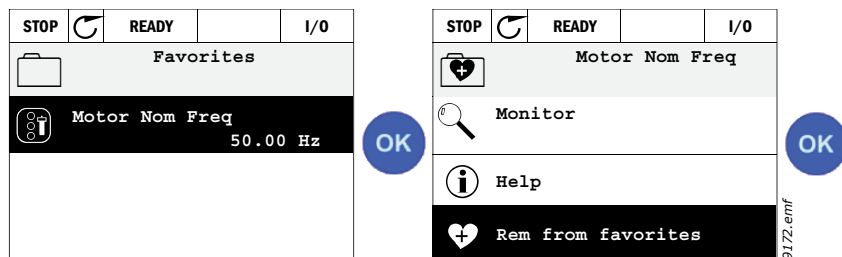 STOP READY I/O
Favorites
Motor Nom Freq
50.00 Hz
OK
STOP READY I/O
Motor Nom Freq
Monitor
Help
Rem from favorites
OK
9172.emf